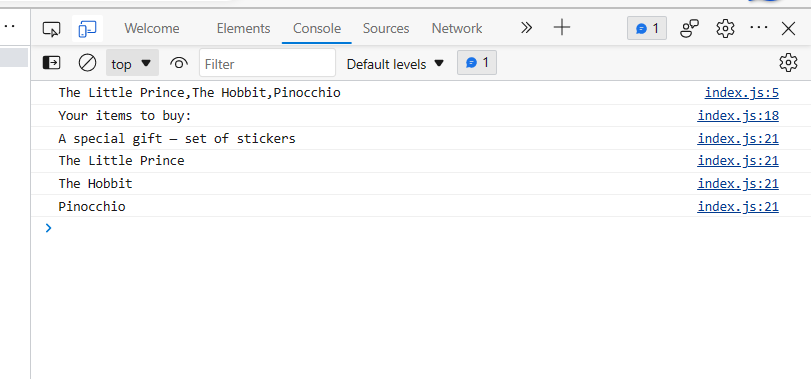 Welcome Elements Console Sources Network 1
top Filter Default levels 1
The Little Prince,The Hobbit,Pinocchio index.js:5
Your items to buy: index.js:18
A special gift — set of stickers index.js:21
The Little Prince index.js:21
The Hobbit index.js:21
Pinocchio index.js:21